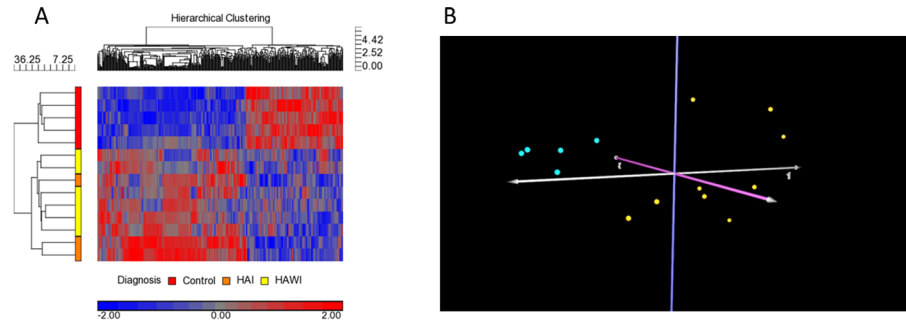 A
B
Hierarchical Clustering
4.42
2.52
0.00
36.25 7.25
Diagnosis Control HAI HAWI
-2.00 0.00 2.00